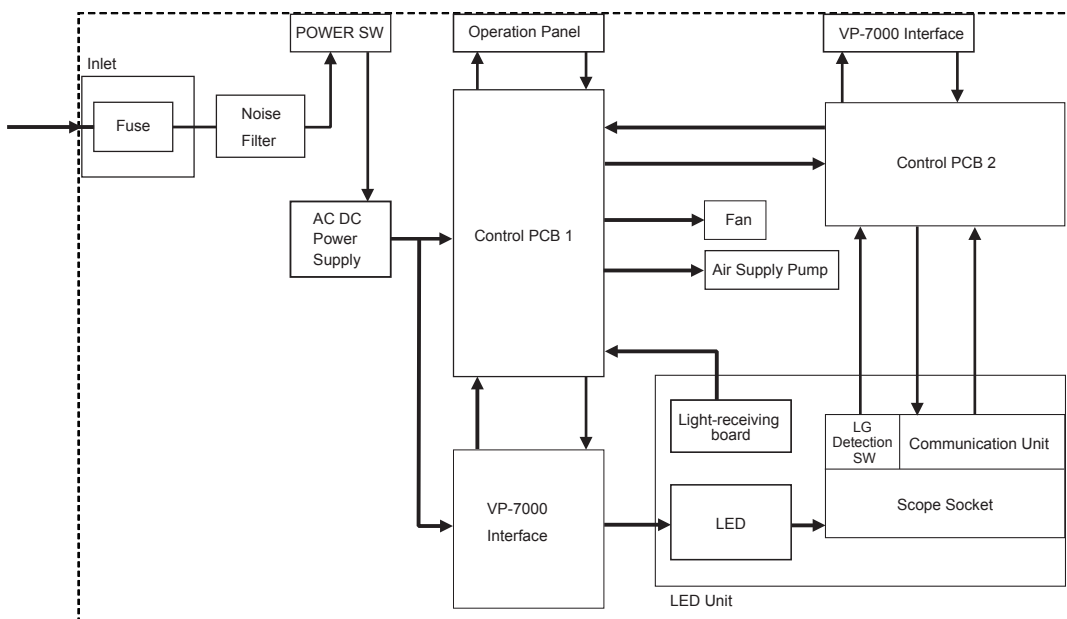 POWER SW
Operation Panel
VP-7000 Interface
Inlet
Fuse
Noise
Filter
Control PCB 2
AC DC
Power
Supply
Control PCB 1
Fan
Air Supply Pump
Light-receiving
board
LG
Detection
SW
Communication Unit
Scope Socket
VP-7000
Interface
LED
LED Unit